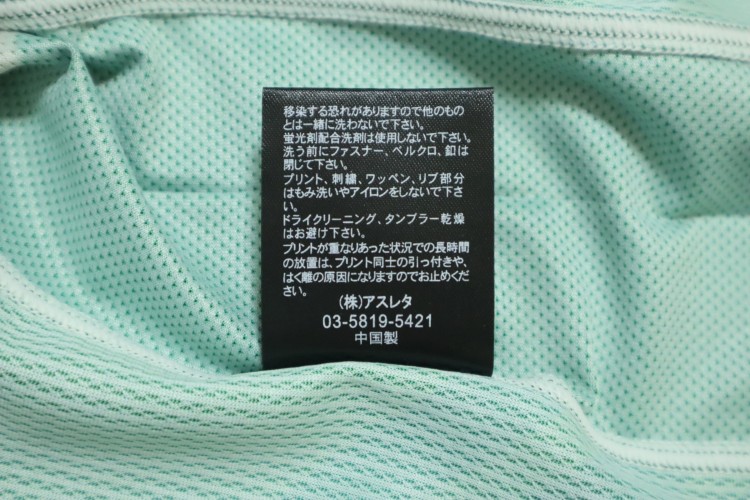 移染する恐れがありますので他のもの
とは一緒に洗わないで下さい。
蛍光剤配合洗剤は使用しないで下さい。
洗う前にファスナー、ベルクロ、釦は
閉じて下さい。
プリント、刺繍、ワッペン、リブ部分
はもみ洗いやアイロンをしないで下さ
い。
ドライクリーニング、タンブラー乾燥
はお避け下さい。
プリントが重なりあった状況での長時間
の放置は、プリント同士の引っ付きや、
はく離の原因になりますのでお止めくだ
さい。
(株)アスレタ
03-5819-5421
中国製